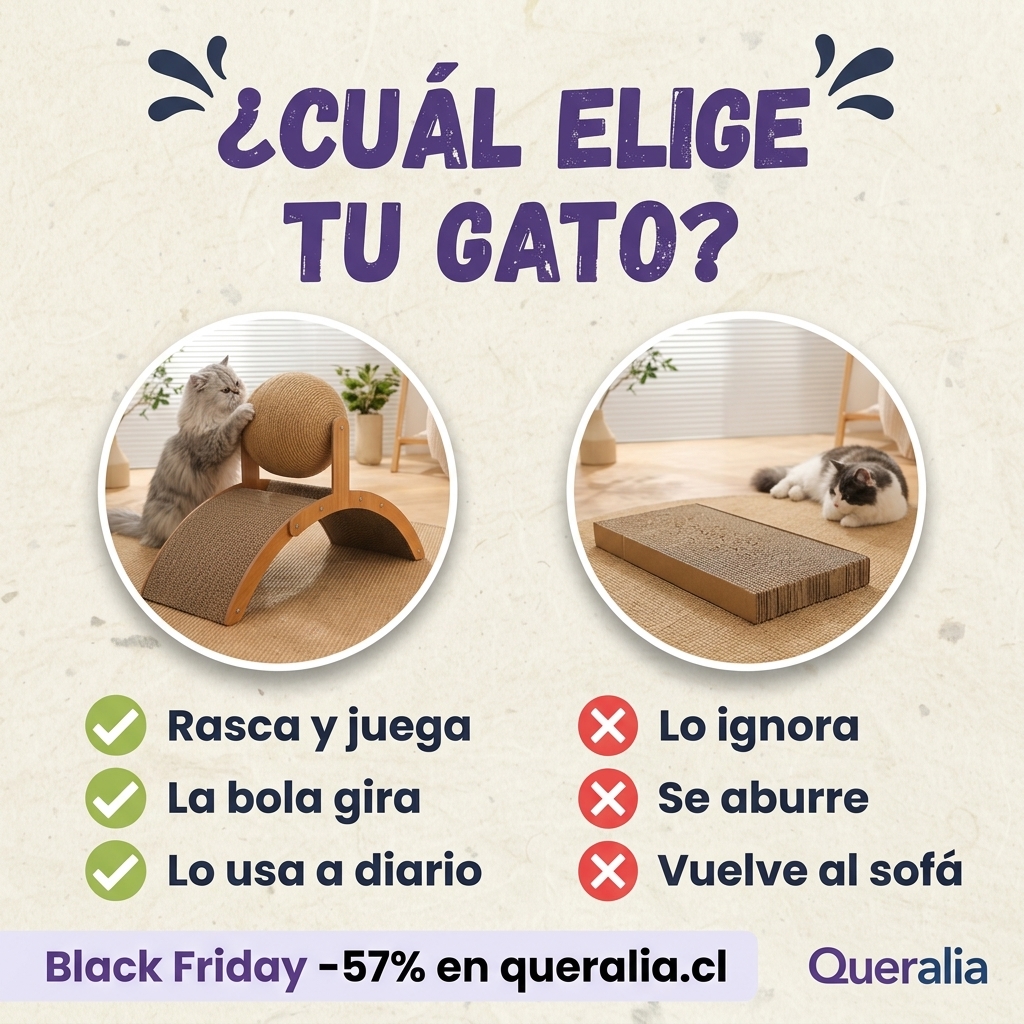 ¿CUÁL ELIGE
TU GATO?
Rasca y juega
La bola gira
Lo usa a diario
Lo ignora
Se aburre
Vuelve al sofá
Black Friday -57% en queralia.cl
Queralia